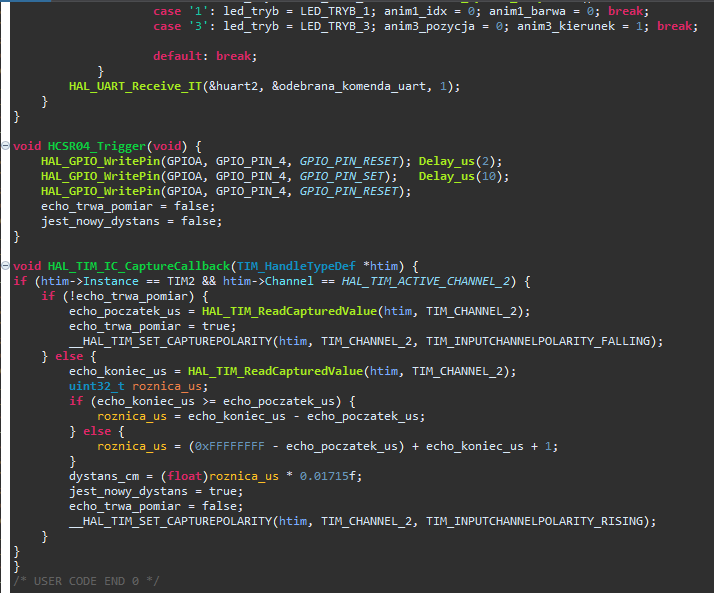 case '1': led_tryb = LED_TRYB_1; anim1_idx = 0; anim1_barwa = 0; break;
case '3': led_tryb = LED_TRYB_3; anim3_pozycja = 0; anim3_kierunek = 1; break;
default: break;
}
HAL_UART_Receive_IT(&huart2, &odebrana_komenda_uart, 1);
}
}
void HCSR04_Trigger(void) {
HAL_GPIO_WritePin(GPIOA, GPIO_PIN_4, GPIO_PIN_RESET); Delay_us(2);
HAL_GPIO_WritePin(GPIOA, GPIO_PIN_4, GPIO_PIN_SET);   Delay_us(10);
HAL_GPIO_WritePin(GPIOA, GPIO_PIN_4, GPIO_PIN_RESET);
echo_trwa_pomiar = false;
jest_nowy_dystans = false;
}
void HAL_TIM_IC_CaptureCallback(TIM_HandleTypeDef *htim) {
if (htim->Instance == TIM2 && htim->Channel == HAL_TIM_ACTIVE_CHANNEL_2) {
if (!echo_trwa_pomiar) {
echo_poczatek_us = HAL_TIM_ReadCapturedValue(htim, TIM_CHANNEL_2);
echo_trwa_pomiar = true;
__HAL_TIM_SET_CAPTUREPOLARITY(htim, TIM_CHANNEL_2, TIM_INPUTCHANNELPOLARITY_FALLING);
} else {
echo_koniec_us = HAL_TIM_ReadCapturedValue(htim, TIM_CHANNEL_2);
uint32_t roznica_us;
if (echo_koniec_us >= echo_poczatek_us) {
roznica_us = echo_koniec_us - echo_poczatek_us;
} else {
roznica_us = (0xFFFFFFFF - echo_poczatek_us) + echo_koniec_us + 1;
}
dystans_cm = (float)roznica_us * 0.01715f;
jest_nowy_dystans = true;
echo_trwa_pomiar = false;
__HAL_TIM_SET_CAPTUREPOLARITY(htim, TIM_CHANNEL_2, TIM_INPUTCHANNELPOLARITY_RISING);
}
}
}
/* USER CODE END 0 */